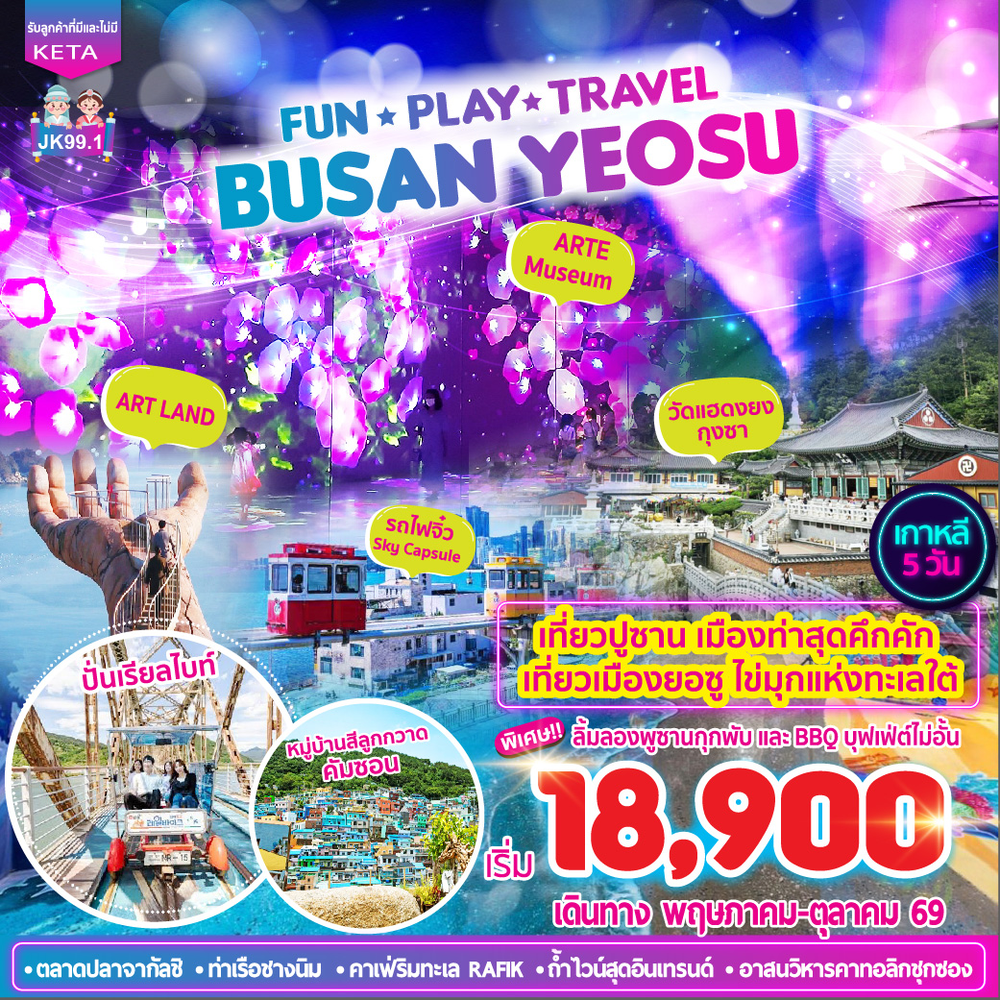 รับลูกค้าที่มีและไม่มี
KETA
JK99.1
FUN ★ PLAY ★ TRAVEL
BUSAN YEOSU
ARTE
Museum
ART LAND
วัดแฮดงยง
กุงซา
รถไฟจิ๋ว
Sky Capsule
เกาหลี
5 วัน
เที่ยวปูซาน เมืองท่าสุดคึกคัก
เที่ยวเมืองยอซู ไข่มุกแห่งทะเลใต้
ปั่นเรียลไบท์
หมู่บ้านสีลูกกวาด
คัมซอน
พิเศษ!! ลิ้มลองพูซานกุกพับ และ BBQ บุฟเฟ่ต์ไม่อั้น
เริ่ม 18,900
เดินทาง พฤษภาคม-ตุลาคม 69
• ตลาดปลาจากัลชิ • ท่าเรือชางนิม • คาเฟ่ริมทะเล RAFIK • ถ้ำไวน์สุดอินเทรนด์ • อาสนวิหารคาทอลิกชุกซอง